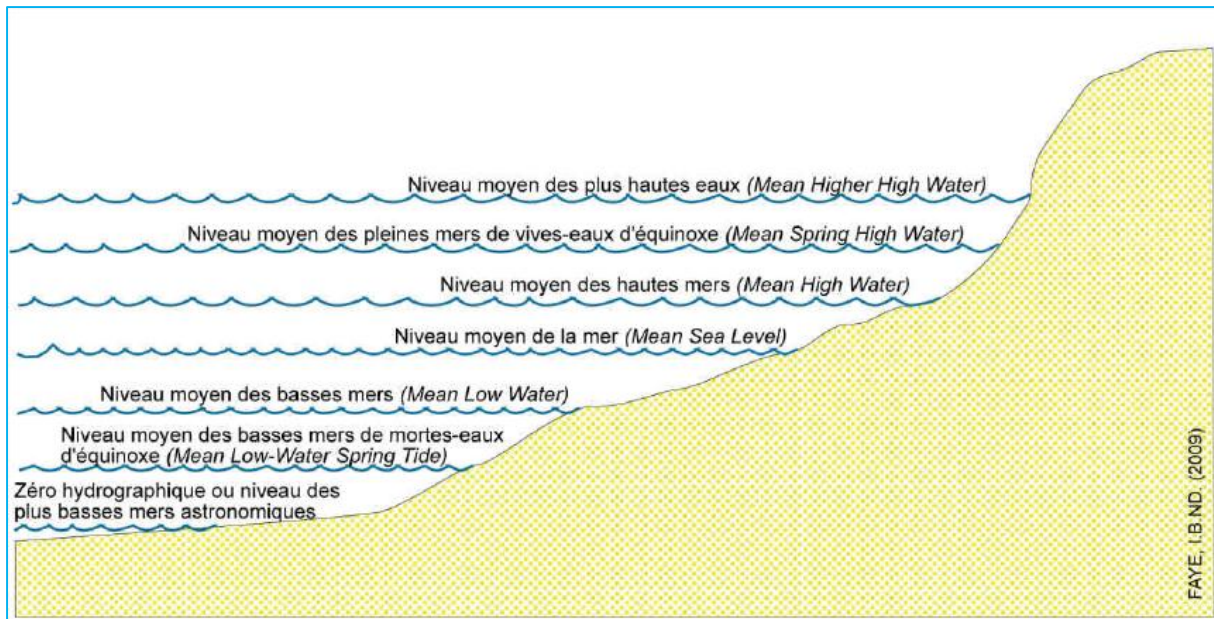 Niveau moyen des plus hautes eaux (Mean Higher High Water)
Niveau moyen des pleines mers de vives-eaux d'équinoxe (Mean Spring High Water)
Niveau moyen des hautes mers (Mean High Water)
Niveau moyen de la mer (Mean Sea Level)
Niveau moyen des basses mers (Mean Low Water)
Niveau moyen des basses mers de mortes-eaux
d'équinoxe (Mean Low-Water Spring Tide)
Zéro hydrographique ou niveau des
plus basses mers astronomiques
FAYE, I.B.ND. (2009)